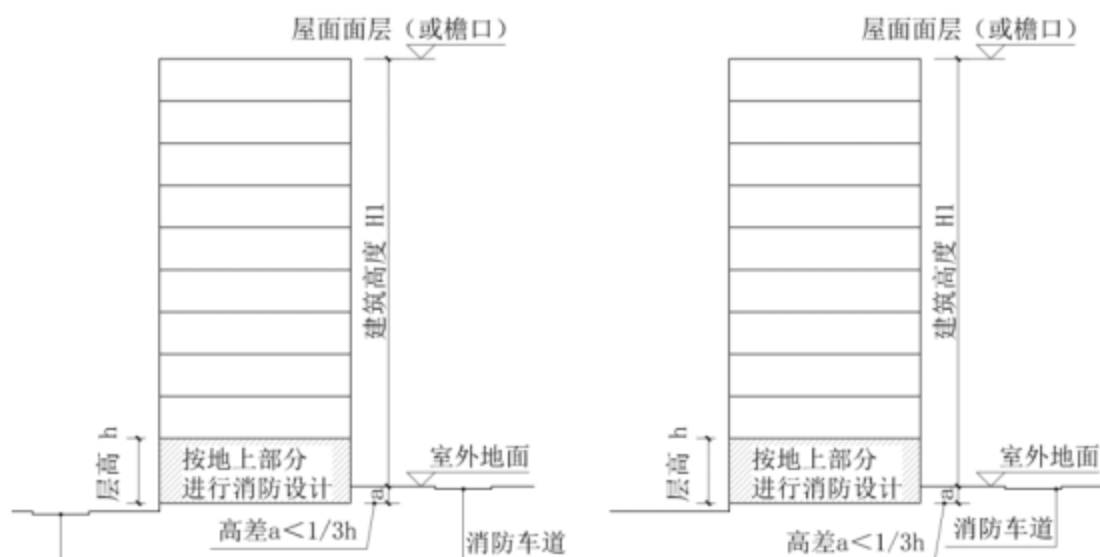 屋面面层（或檐口）
建筑高度 H1
层高 h
按地上部分
进行消防设计
室外地面
a
高差a＜1/3h
消防车道
屋面面层（或檐口）
建筑高度 H1
层高 h
按地上部分
进行消防设计
室外地面
a
高差a＜1/3h
消防车道